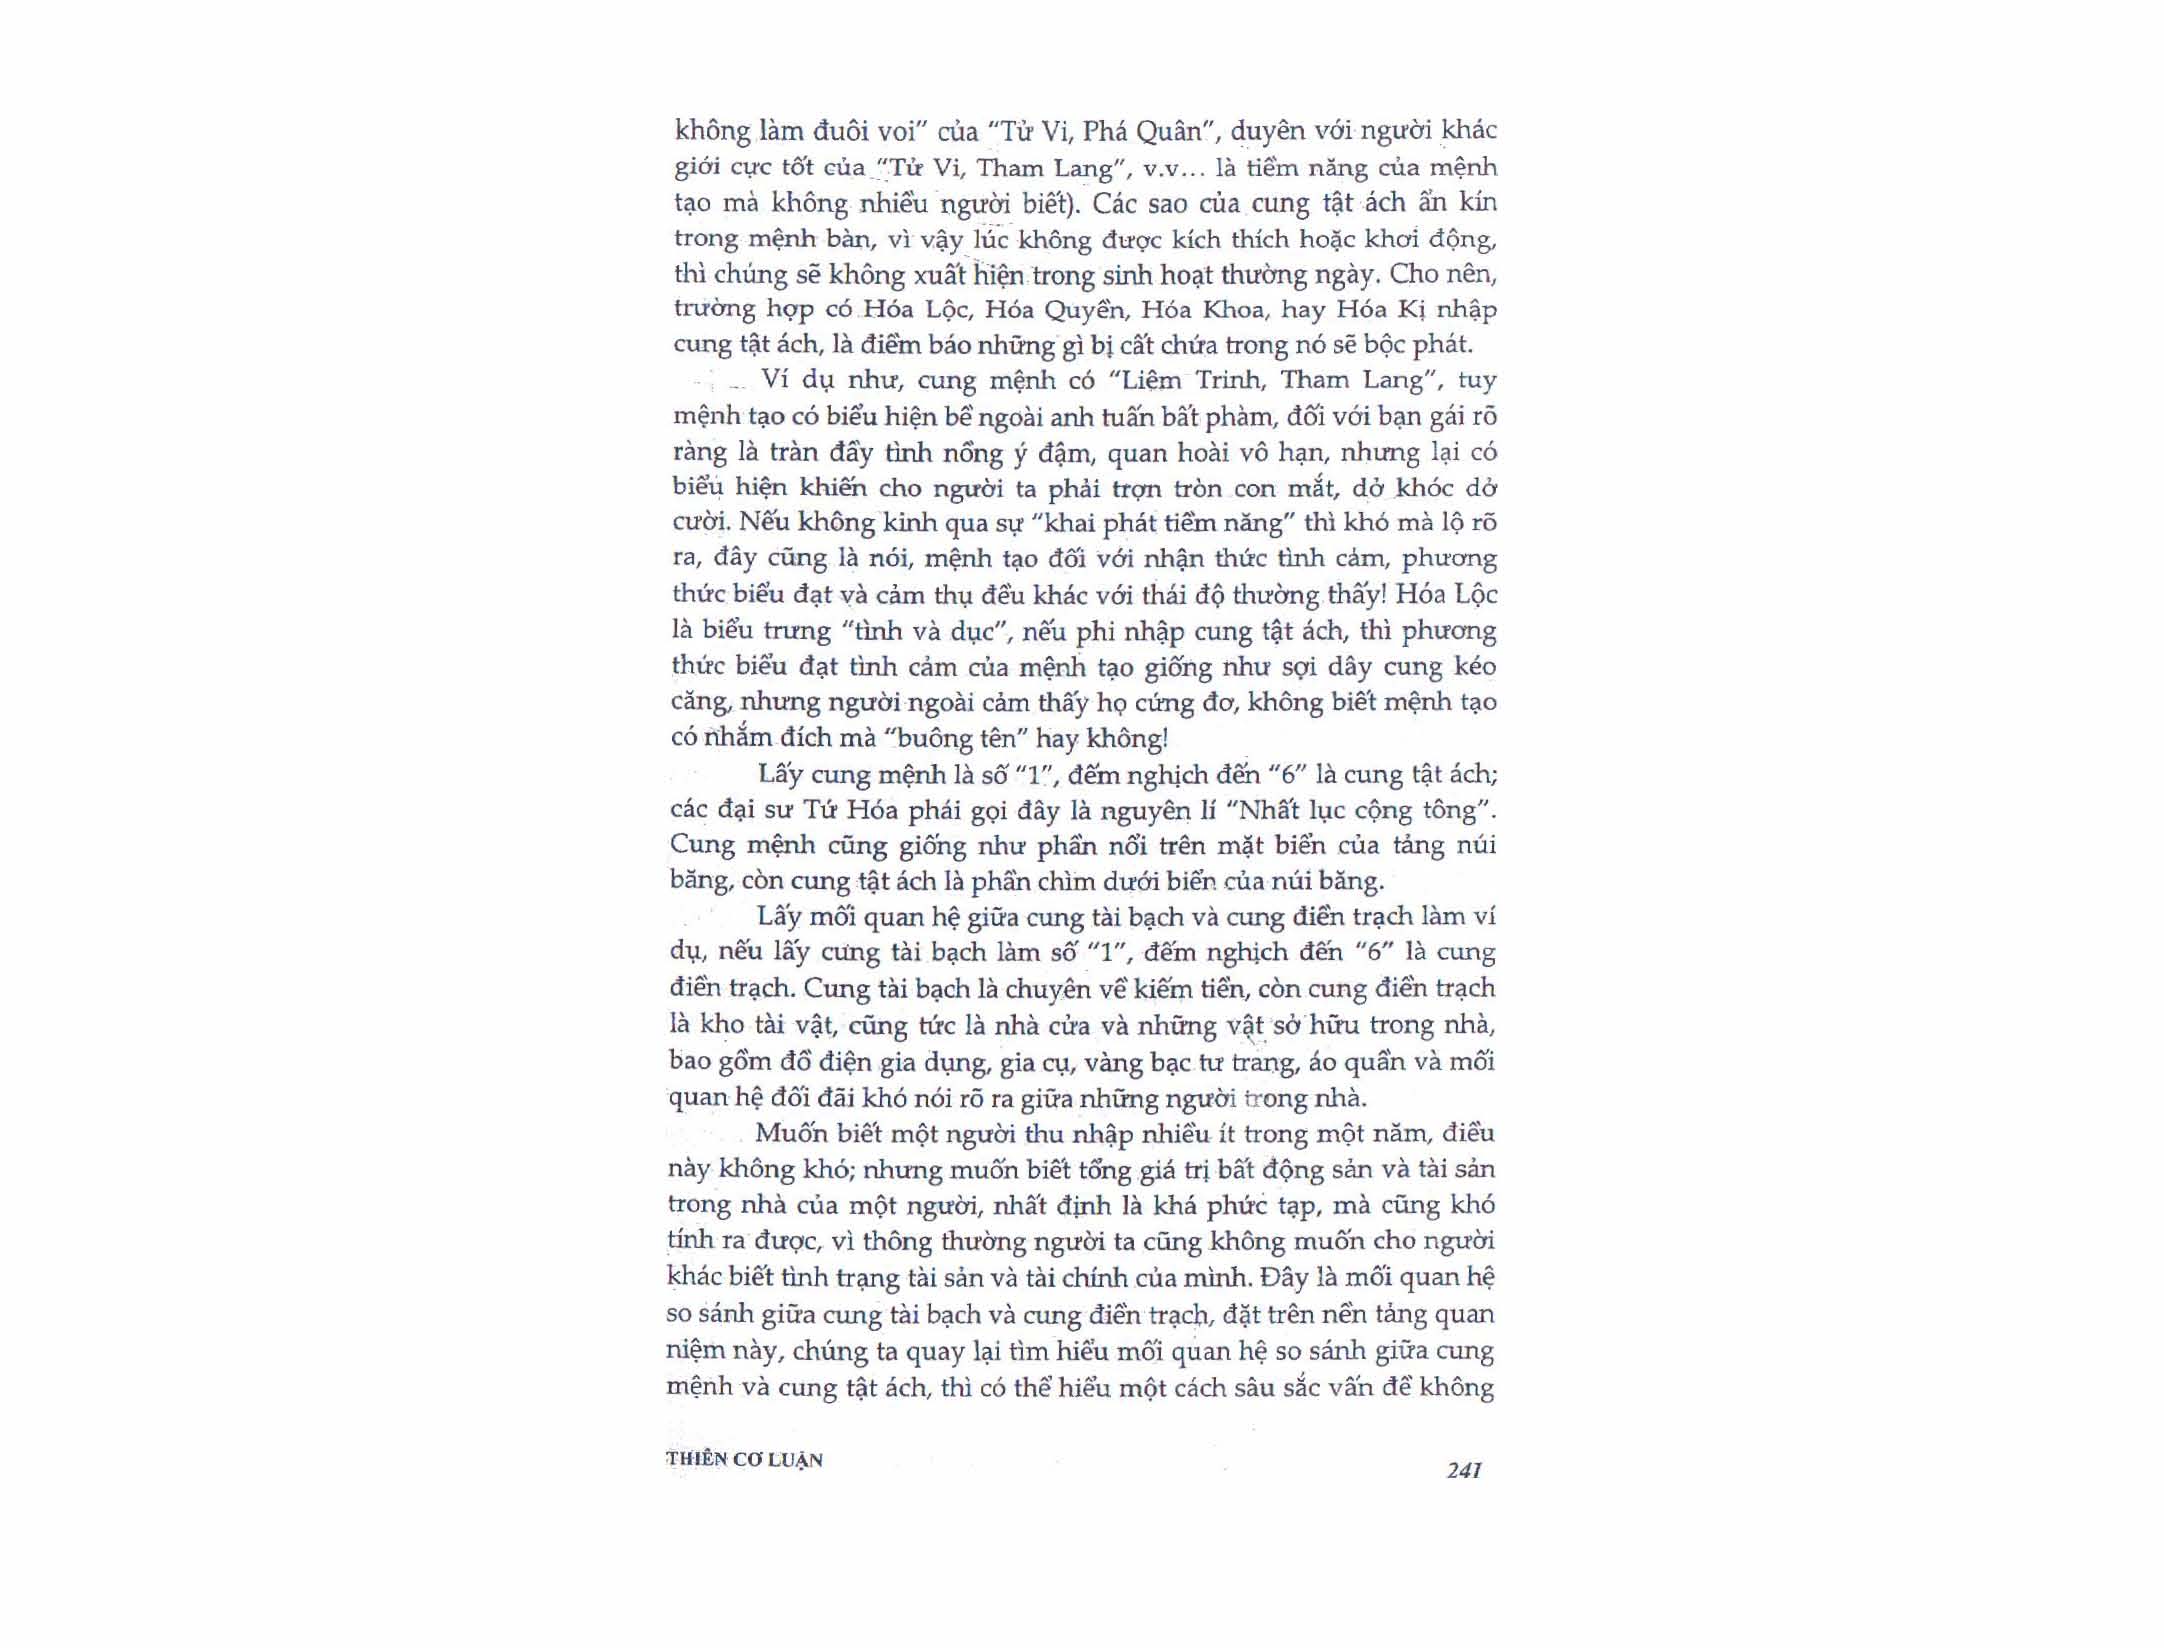 không làm đuôi voi" của "Tử Vi, Phá Quân", duyên với người khác
giới cực tốt của "Tử Vi, Tham Lang", v.v... là tiềm năng của mệnh
tạo mà không nhiều người biết). Các sao của cung tật ách ẩn kín
trong mệnh bàn, vì vậy lúc không được kích thích hoặc khơi động,
thì chúng sẽ không xuất hiện trong sinh hoạt thường ngày. Cho nên,
trường hợp có Hóa Lộc, Hóa Quyền, Hóa Khoa, hay Hóa Kị nhập
cung tật ách, là điềm báo những gì bị cất chứa trong nó sẽ bộc phát.
Ví dụ như, cung mệnh có "Liêm Trinh, Tham Lang", tuy
mệnh tạo có biểu hiện bề ngoài anh tuấn bất phàm, đối với bạn gái rõ
ràng là tràn đầy tình nồng ý đậm, quan hoài vô hạn, nhưng lại có
biểu hiện khiến cho người ta phải trợn tròn con mắt, dở khóc dở
cười. Nếu không kinh qua sự "khai phát tiềm năng" thì khó mà lộ rõ
ra, đây cũng là nói, mệnh tạo đối với nhận thức tình cảm, phương
thức biểu đạt và cảm thụ đều khác với thái độ thường thấy! Hóa Lộc
là biểu trưng "tình và dục", nếu phi nhập cung tật ách, thì phương
thức biểu đạt tình cảm của mệnh tạo giống như sợi dây cung kéo
căng, nhưng người ngoài cảm thấy họ cứng đơ, không biết mệnh tạo
có nhắm đích mà "buông tên" hay không!
Lấy cung mệnh là số "1", đếm nghịch đến "6" là cung tật ách;
các đại sư Tứ Hóa phái gọi đây là nguyên lí "Nhất lục cộng tông".
Cung mệnh cũng giống như phần nổi trên mặt biển của tảng núi
băng, còn cung tật ách là phần chìm dưới biển của núi băng.
Lấy mối quan hệ giữa cung tài bạch và cung điền trạch làm ví
dụ, nếu lấy cung tài bạch làm số "1", đếm nghịch đến "6" là cung
điền trạch. Cung tài bạch là chuyên về kiếm tiền, còn cung điền trạch
là kho tài vật, cũng tức là nhà cửa và những vật sở hữu trong nhà,
bao gồm đồ điện gia dụng, gia cụ, vàng bạc tư trang, áo quần và mối
quan hệ đối đãi khó nói rõ ra giữa những người trong nhà.
Muốn biết một người thu nhập nhiều ít trong một năm, điều
này không khó; nhưng muốn biết tổng giá trị bất động sản và tài sản
trong nhà của một người, nhất định là khá phức tạp, mà cũng khó
tính ra được, vì thông thường người ta cũng không muốn cho người
khác biết tình trạng tài sản và tài chính của mình. Đây là mối quan hệ
so sánh giữa cung tài bạch và cung điền trạch, đặt trên nền tảng quan
niệm này, chúng ta quay lại tìm hiểu mối quan hệ so sánh giữa cung
mệnh và cung tật ách, thì có thể hiểu một cách sâu sắc vấn đề không
THIÊN CƠ LUẬN
241